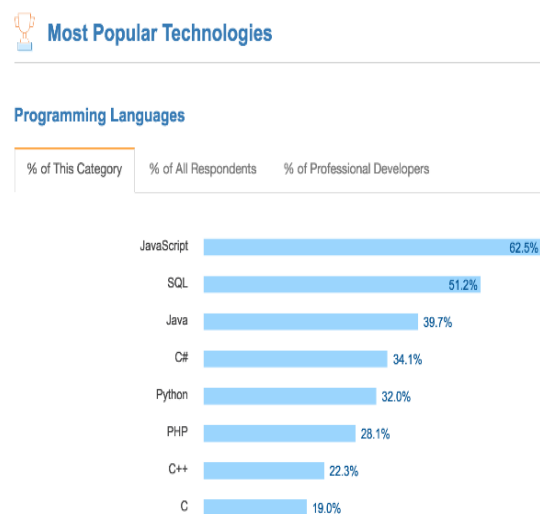 Most Popular Technologies
Programming Languages
% of This Category % of All Respondents % of Professional Developers
JavaScript 62.5%
SQL 51.2%
Java 39.7%
C# 34.1%
Python 32.0%
PHP 28.1%
C++ 22.3%
C 19.0%